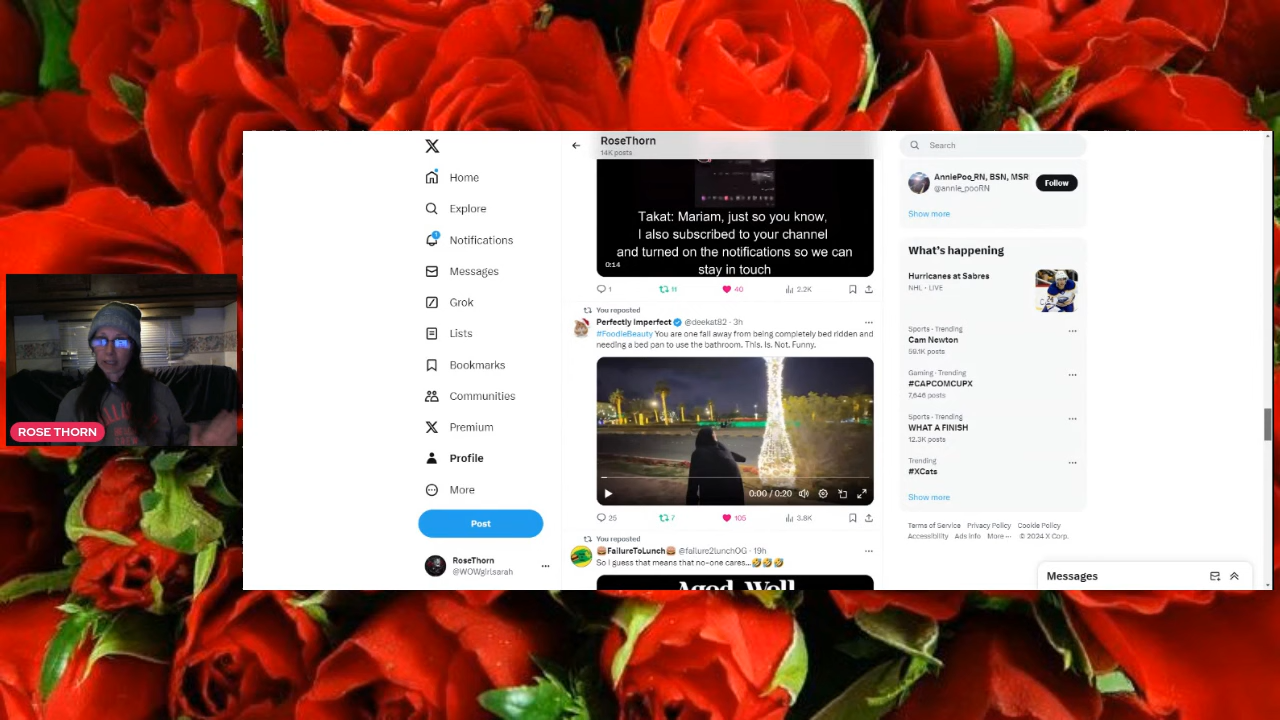 ROSE THORN
Home
Explore
1
Notifications
Messages
Grok
Lists
Bookmarks
Communities
Premium
Profile
More
Post
RoseThorn
@WOWgirlsarah
RoseThorn
14K posts
Takat: Mariam, just so you know,
I also subscribed to your channel
and turned on the notifications so we can
stay in touch
0:14
1
11
40
2.2K
You reposted
Perfectly Imperfect @deekat82 · 3h
#FoodieBeauty You are one fall away from being completely bed ridden and
needing a bed pan to use the bathroom. This. Is. Not. Funny.
0:00 / 0:20
25
7
105
3.8K
You reposted
🍔FailureToLunch🍔 @failure2lunchOG · 19h
So I guess that means that no-one cares...🤣🤣🤣
Aged Well
Search
AnniePoo_RN, BSN, MSR
@annie_pooRN
Follow
Show more
What's happening
Hurricanes at Sabres
NHL · LIVE
Sports · Trending
Cam Newton
59.1K posts
Gaming · Trending
#CAPCOMCUPX
7,646 posts
Sports · Trending
WHAT A FINISH
12.3K posts
Trending
#XCats
Show more
Terms of Service Privacy Policy Cookie Policy
Accessibility Ads info More ··· © 2024 X Corp.
Messages